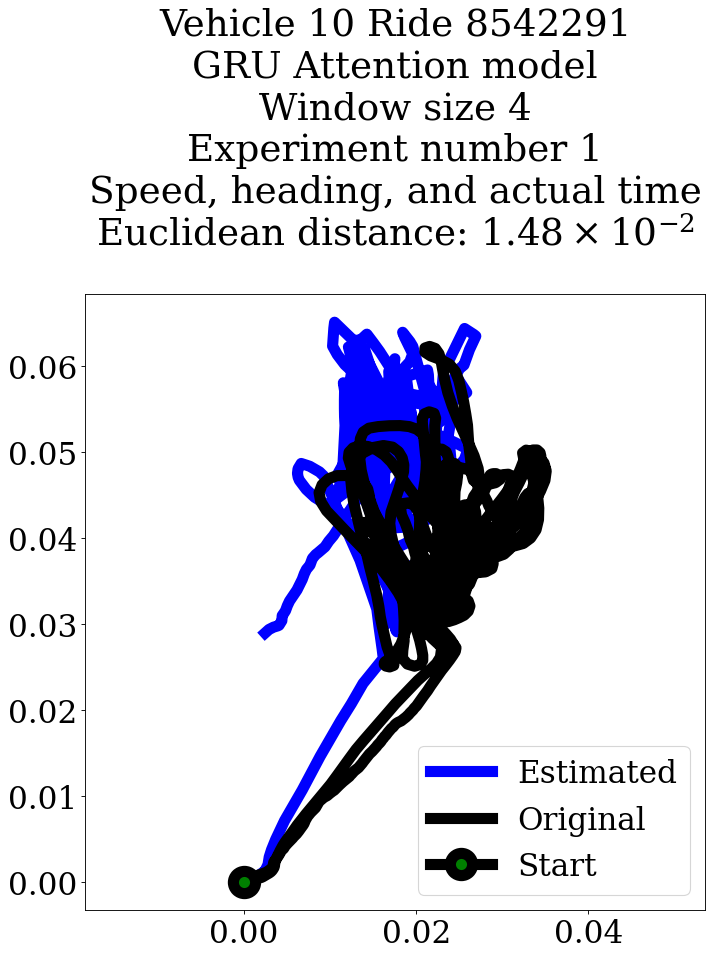 Vehicle 10 Ride 8542291
GRU Attention model
Window size 4
Experiment number 1
Speed, heading, and actual time
Euclidean distance: 1.48 × 10⁻²
0.06
0.05
0.04
0.03
0.02
0.01
0.00
Estimated
Original
Start
0.00 0.02 0.04